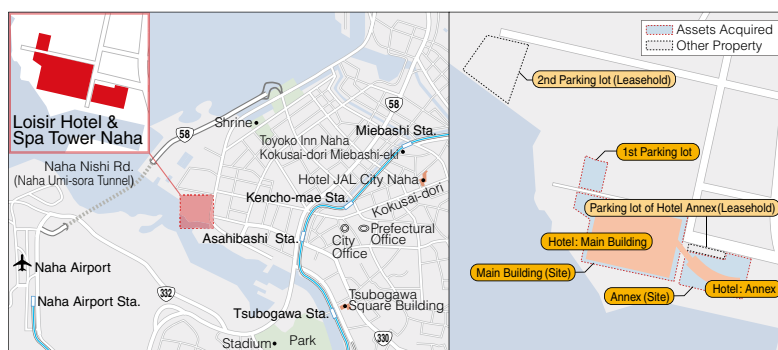 Loisir Hotel &
Spa Tower Naha
58
Shrine
58
Miebashi Sta.
Toyoko Inn Naha
Kokusai-dori Miebashi-eki
Naha Nishi Rd.
(Naha Umi-sora Tunnel)
Hotel JAL City Naha
Kencho-mae Sta.
Kokusai-dori
Asahibashi Sta.
City
Office
Prefectural
Office
Naha Airport
332
Naha Airport Sta.
Tsubogawa
Square Building
Tsubogawa Sta.
330
Stadium
Park
Assets Acquired
Other Property
2nd Parking lot (Leasehold)
1st Parking lot
Parking lot of Hotel Annex (Leasehold)
Hotel: Main Building
Main Building (Site)
Hotel: Annex
Annex (Site)